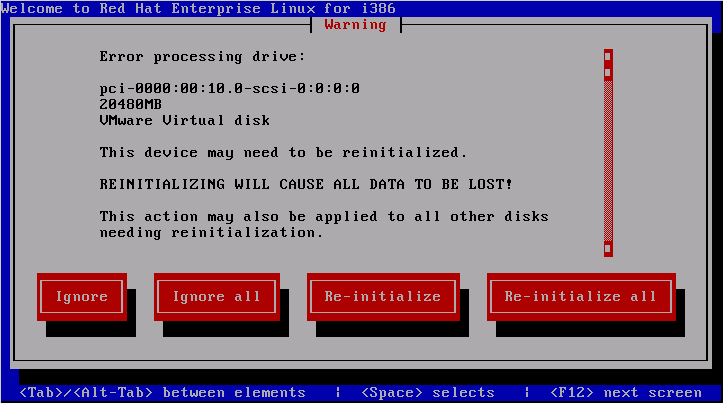 Welcome to Red Hat Enterprise Linux for i386
Warning
Error processing drive:
pci-0000:00:10.0-scsi-0:0:0:0
20480MB
VMware Virtual disk
This device may need to be reinitialized.
REINITIALIZING WILL CAUSE ALL DATA TO BE LOST!
This action may also be applied to all other disks
needing reinitialization.
Ignore Ignore all Re-initialize Re-initialize all
<Tab>/<Alt-Tab> between elements | <Space> selects | <F12> next screen